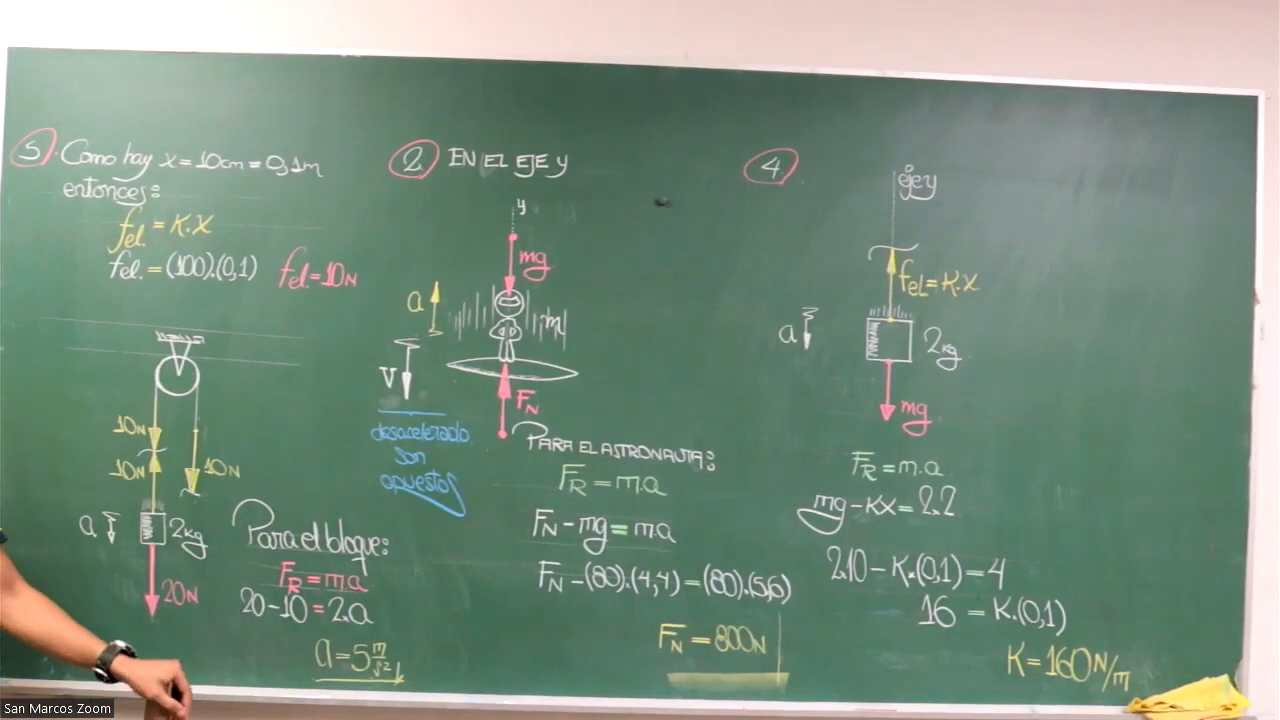 5 Como hay x = 10cm = 0,1m
entonces:
fel. = K.X
fel. = (100).(0,1) fel = 10N
10N
10N
10N
a
2kg
20N
Para el bloque:
FR = m.a
20-10 = 2.a
a = 5 m/s²
2 EN EL EJE Y
y
mg
a
m
V
FN
desacelerado
son
opuestos
PARA EL ASTRONAUTA:
FR = m.a
FN - mg = m.a
FN - (80).(4,4) = (80).(5,6)
FN = 800N
4
eje y
fel = K.X
a
2kg
mg
FR = m.a
mg - KX = 2.2
2.10 - K.(0,1) = 4
16 = K.(0,1)
K = 160 N/m
San Marcos Zoom